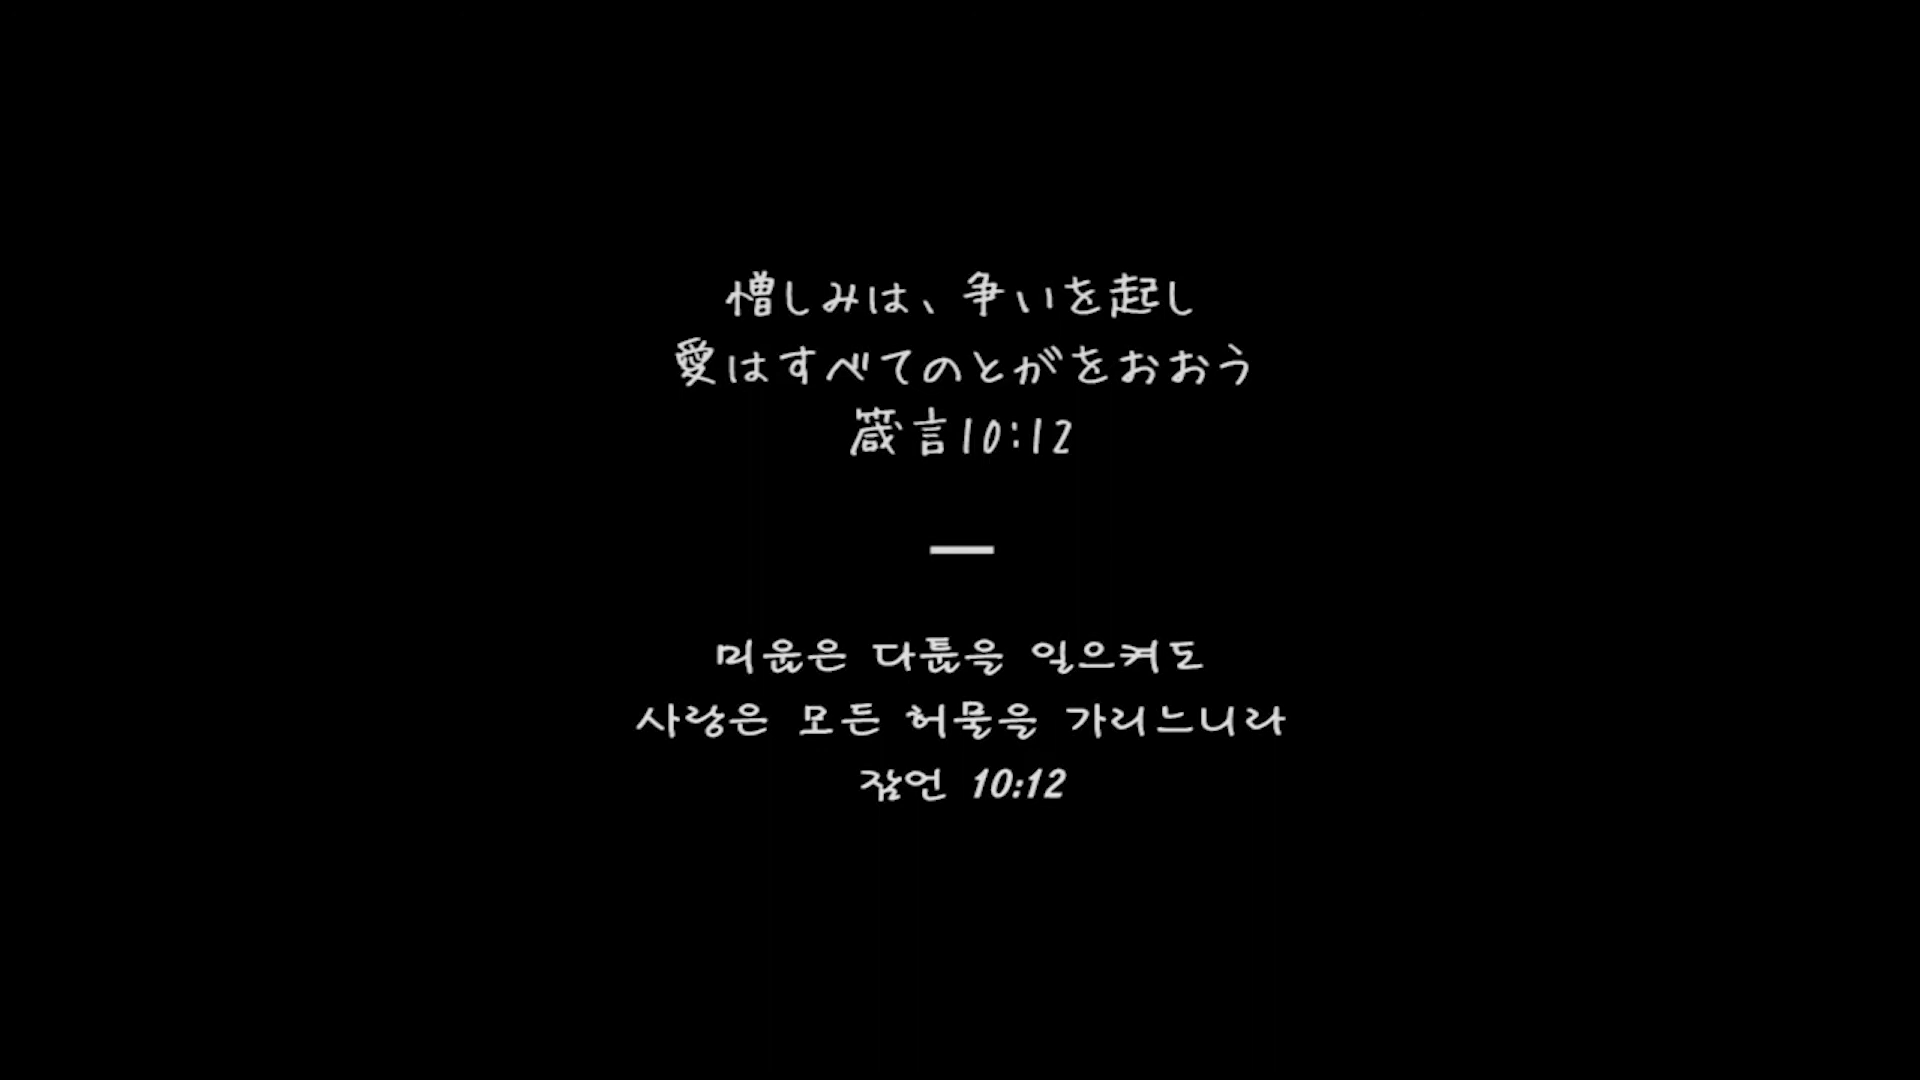 憎しみは、争いを起し
愛はすべてのとがをおおう
箴言10:12
미움은 다툼을 일으켜도
사랑은 모든 허물을 가리느니라
잠언 10:12